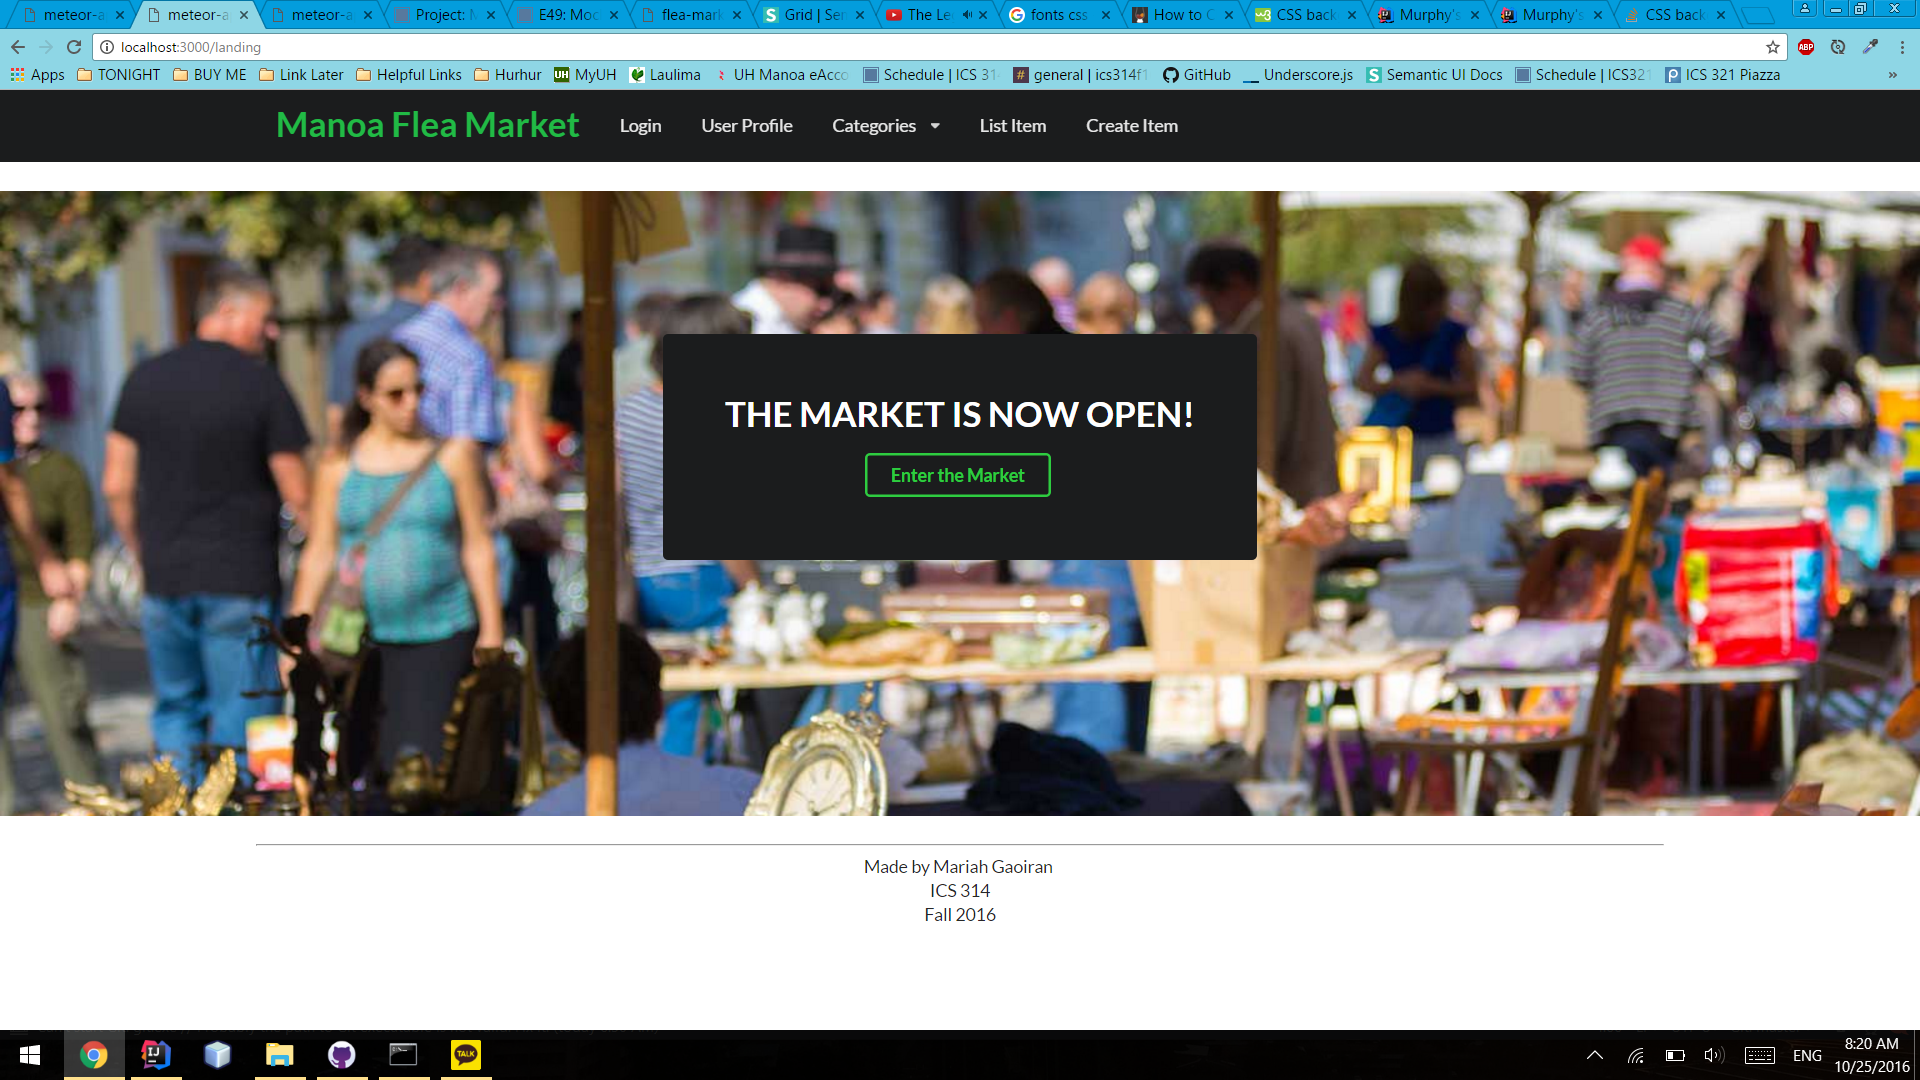 meteor-a
meteor-a
meteor-a
Project: M
E49: Moc
flea-mark
Grid | Sem
The Le
fonts css
How to C
CSS back
Murphy's
Murphy's
CSS back
localhost:3000/landing
ABP
Apps TONIGHT BUY ME Link Later Helpful Links Hurhur MyUH Laulima UH Manoa eAcco Schedule | ICS 31 general | ics314f1 GitHub Underscore.js Semantic UI Docs Schedule | ICS321 ICS 321 Piazza »
Manoa Flea Market Login User Profile Categories List Item Create Item
THE MARKET IS NOW OPEN!
Enter the Market
Made by Mariah Gaoiran
ICS 314
Fall 2016
IJ
TALK
ENG
8:20 AM
10/25/2016